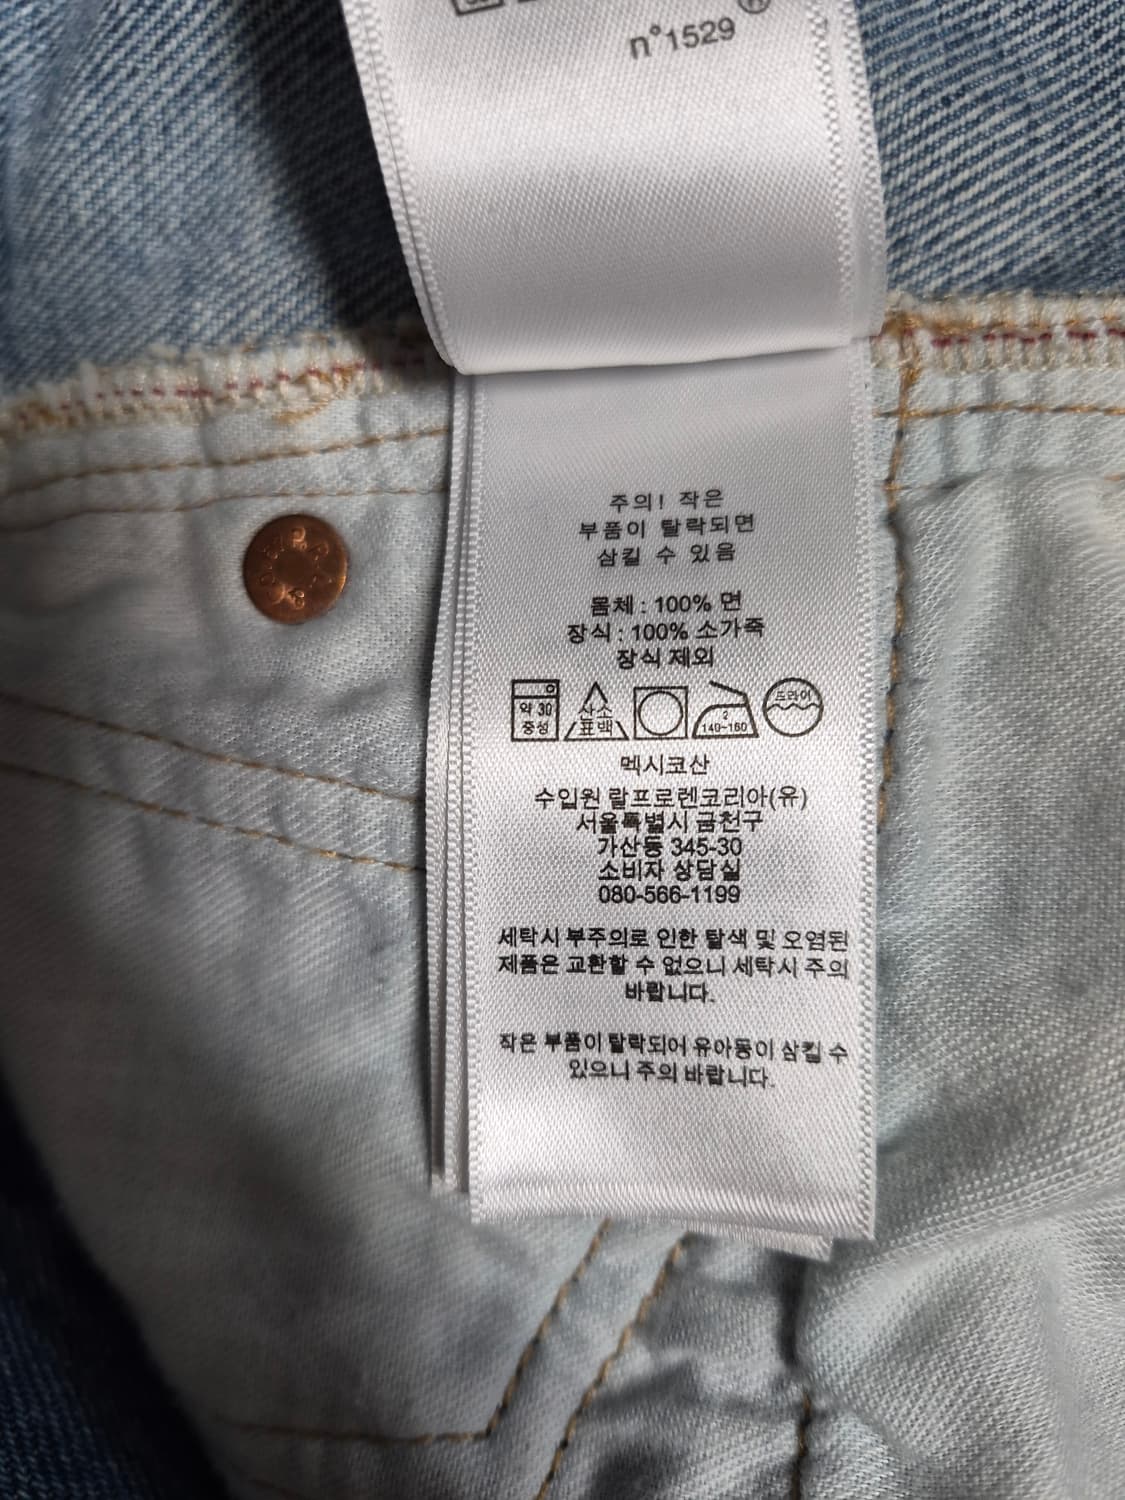 n°1529
주의! 작은
부품이 탈락되면
삼킬 수 있음
몸체 : 100% 면
장식 : 100% 소가죽
장식 제외
약 30
중성
산소
표백
2
140~160
드라이
멕시코산
수입원 랄프로렌코리아(유)
서울특별시 금천구
가산동 345-30
소비자 상담실
080-566-1199
세탁시 부주의로 인한 탈색 및 오염된
제품은 교환할 수 없으니 세탁시 주의
바랍니다.
작은 부품이 탈락되어 유아동이 삼킬 수
있으니 주의 바랍니다.